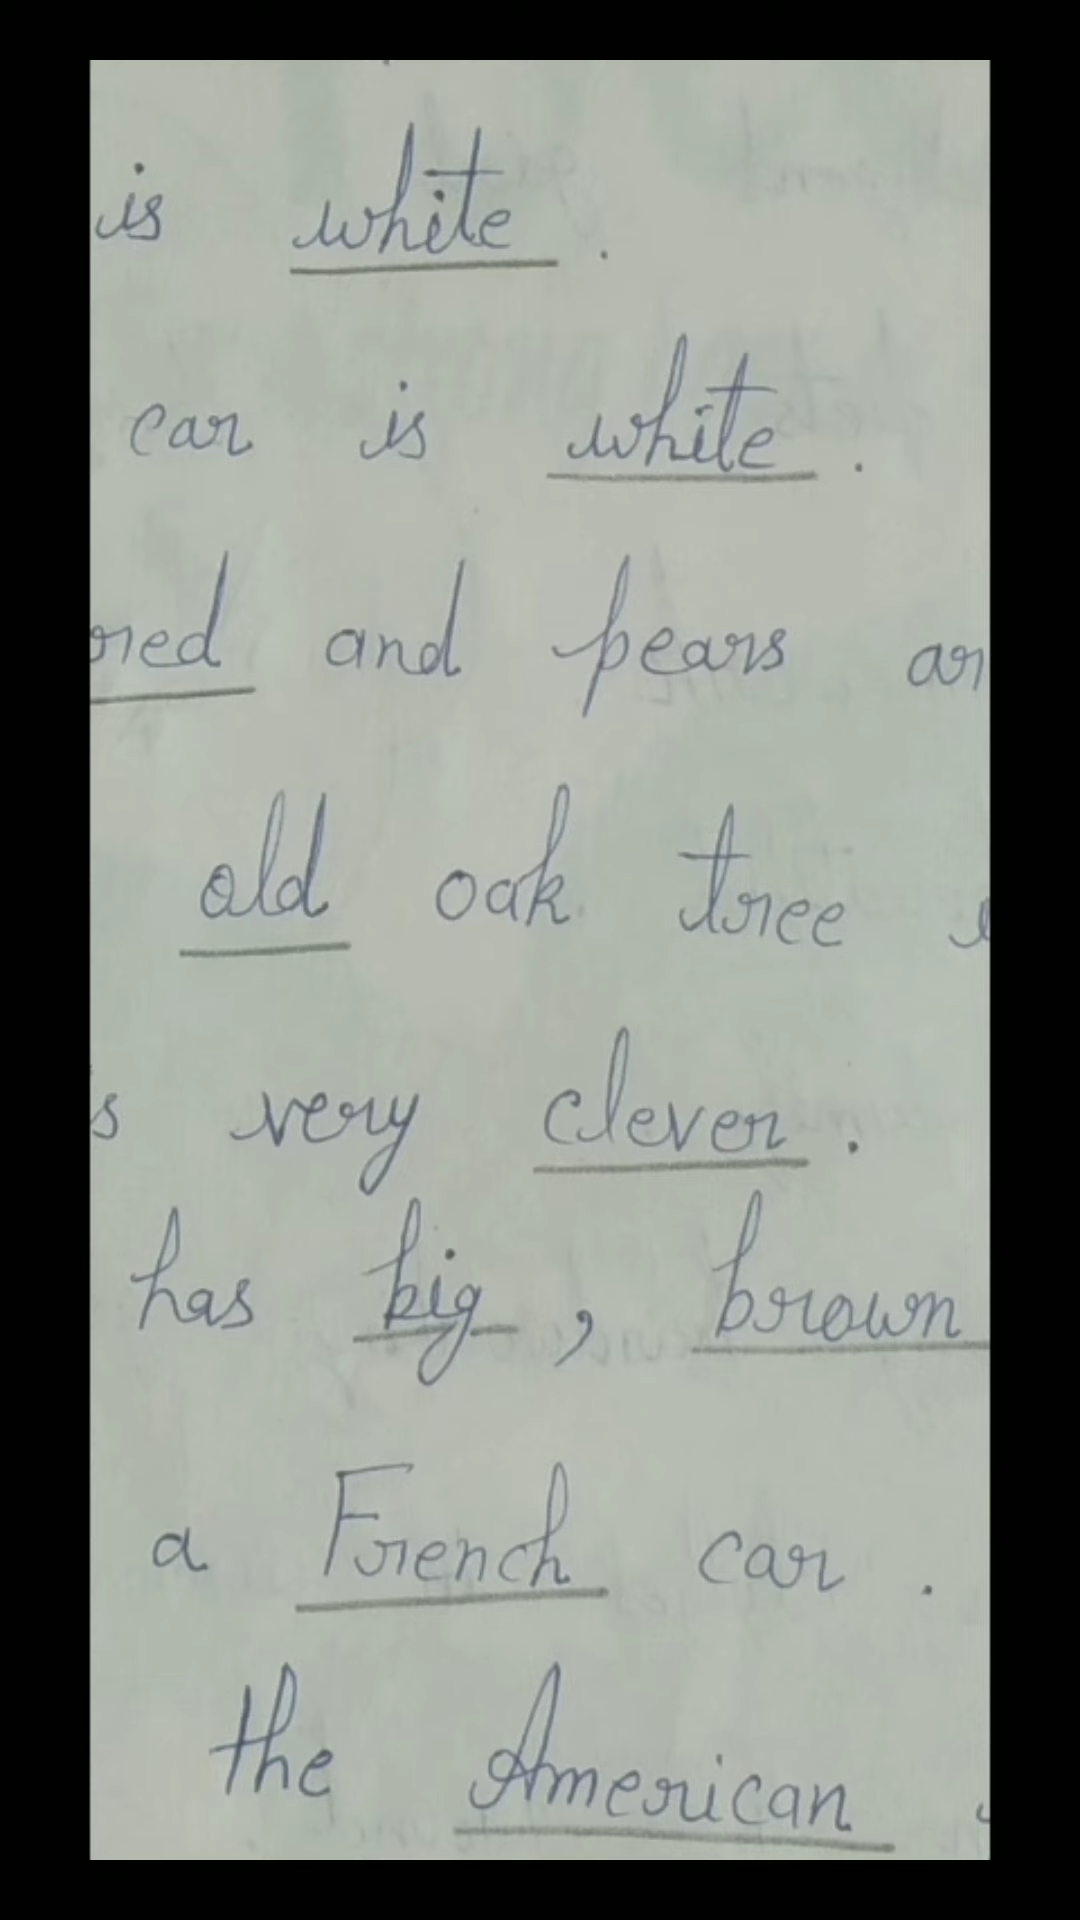 is white.
car is white.
red and pears
old oak tree
very clever.
has big, brown
a French car.
the American